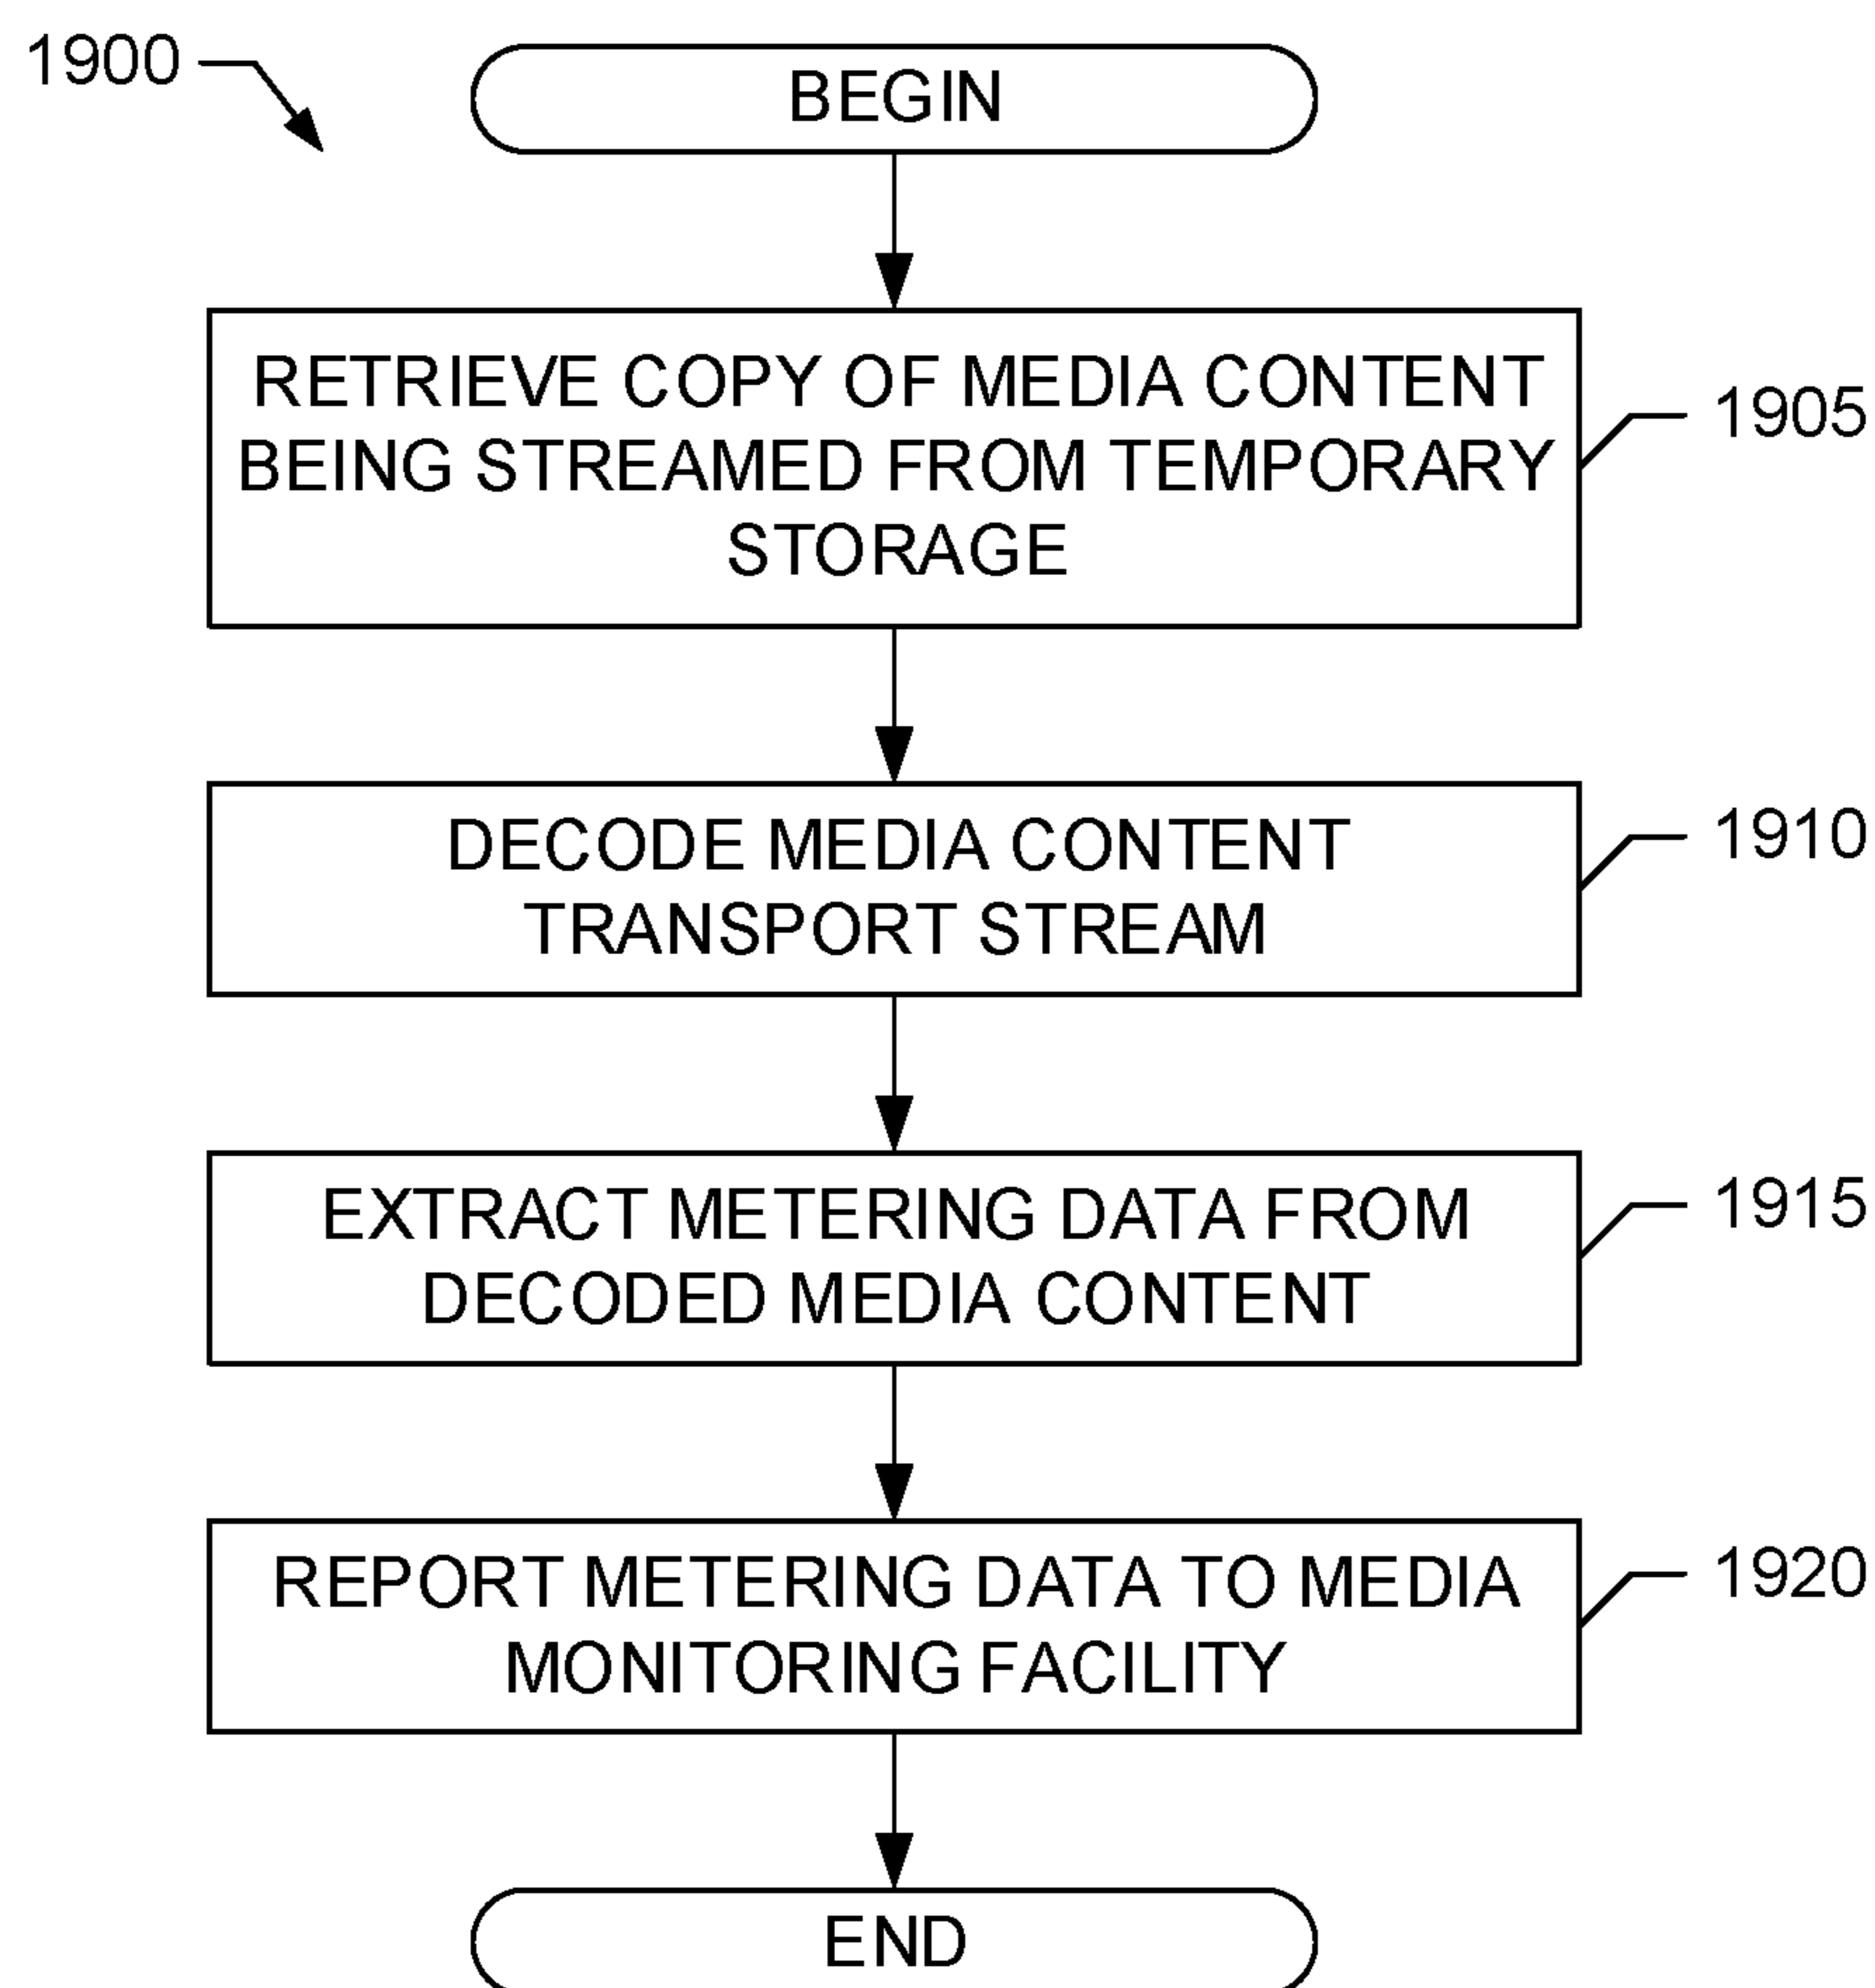 1900
BEGIN
RETRIEVE COPY OF MEDIA CONTENT
BEING STREAMED FROM TEMPORARY
STORAGE
1905
DECODE MEDIA CONTENT
TRANSPORT STREAM
1910
EXTRACT METERING DATA FROM
DECODED MEDIA CONTENT
1915
REPORT METERING DATA TO MEDIA
MONITORING FACILITY
1920
END